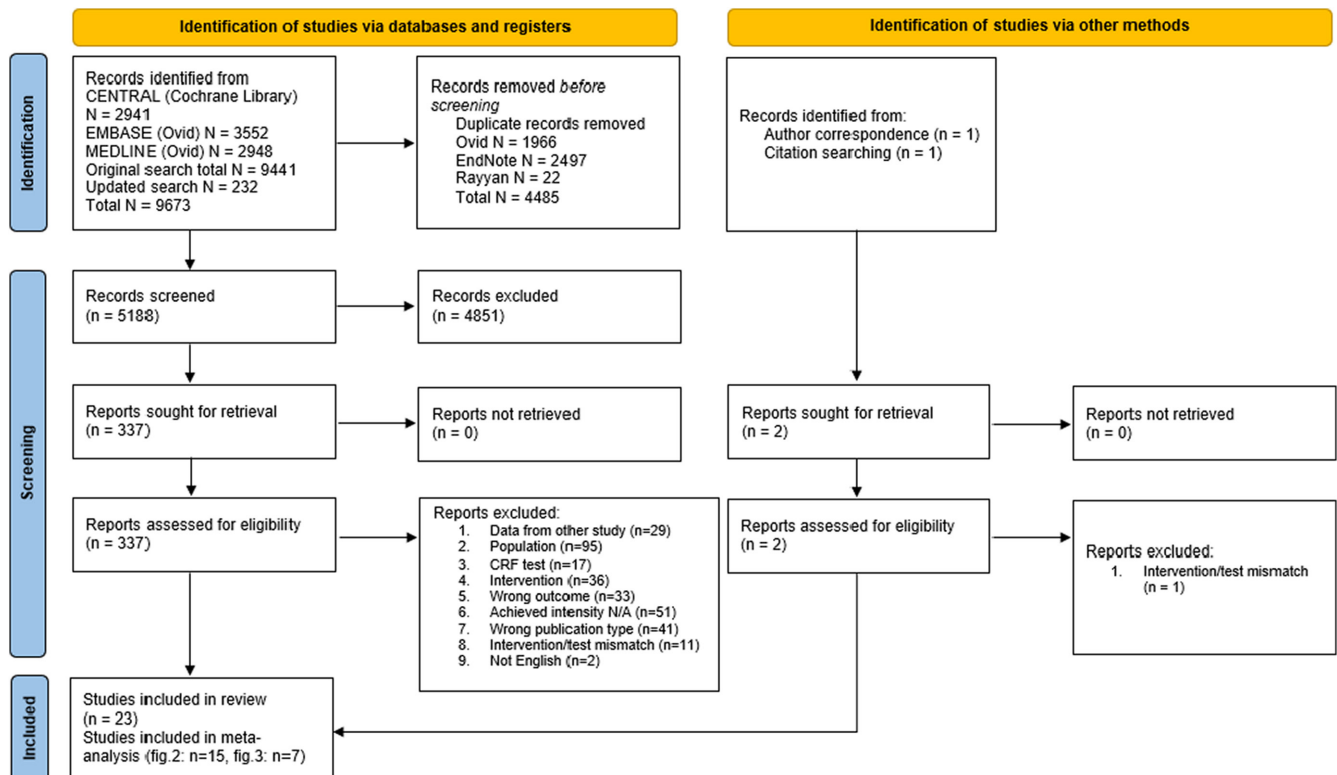 Identification of studies via databases and registers
Identification of studies via other methods
Identification
Records identified from
CENTRAL (Cochrane Library)
N = 2941
EMBASE (Ovid) N = 3552
MEDLINE (Ovid) N = 2948
Original search total N = 9441
Updated search N = 232
Total N = 9673
Records removed before
screening
Duplicate records removed
Ovid N = 1966
EndNote N = 2497
Rayyan N = 22
Total N = 4485
Records identified from:
Author correspondence (n = 1)
Citation searching (n = 1)
Screening
Records screened
(n = 5188)
Records excluded
(n = 4851)
Reports sought for retrieval
(n = 337)
Reports not retrieved
(n = 0)
Reports sought for retrieval
(n = 2)
Reports not retrieved
(n = 0)
Reports assessed for eligibility
(n = 337)
Reports excluded:
1. Data from other study (n=29)
2. Population (n=95)
3. CRF test (n=17)
4. Intervention (n=36)
5. Wrong outcome (n=33)
6. Achieved intensity N/A (n=51)
7. Wrong publication type (n=41)
8. Intervention/test mismatch (n=11)
9. Not English (n=2)
Reports assessed for eligibility
(n = 2)
Reports excluded:
1. Intervention/test mismatch
(n = 1)
Included
Studies included in review
(n = 23)
Studies included in meta-
analysis (fig.2: n=15, fig.3: n=7)